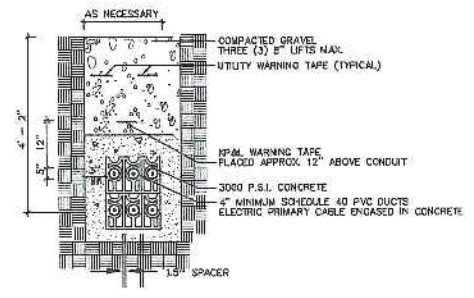 AS NECESSARY
COMPACTED GRAVEL
THREE (3) 8" LIFTS MAX.
UTILITY WARNING TAPE (TYPICAL)
4' - 2"
12"
5"
KP&L WARNING TAPE
PLACED APPROX. 12" ABOVE CONDUIT
3000 P.S.I. CONCRETE
4" MINIMUM SCHEDULE 40 PVC DUCTS
ELECTRIC PRIMARY CABLE ENCASED IN CONCRETE
1.5" SPACER